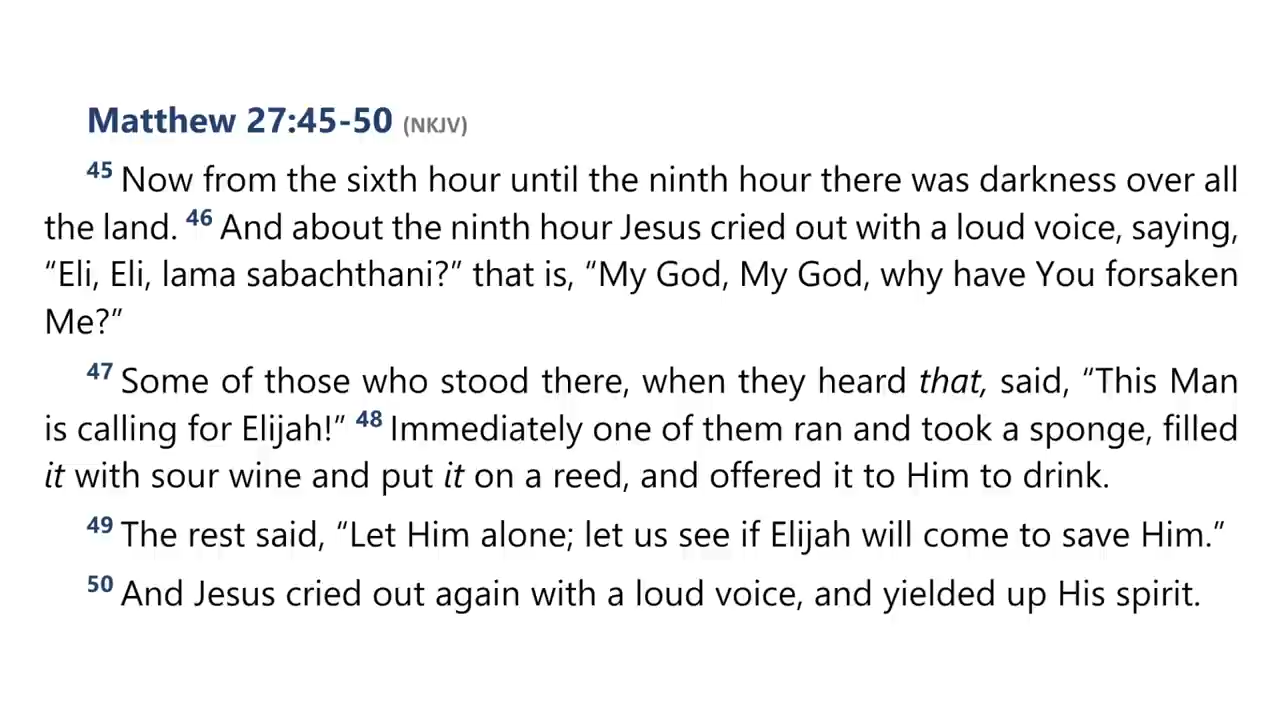 Matthew 27:45-50 (NKJV)
45 Now from the sixth hour until the ninth hour there was darkness over all
the land. 46 And about the ninth hour Jesus cried out with a loud voice, saying,
“Eli, Eli, lama sabachthani?” that is, “My God, My God, why have You forsaken
Me?”
47 Some of those who stood there, when they heard that, said, “This Man
is calling for Elijah!” 48 Immediately one of them ran and took a sponge, filled
it with sour wine and put it on a reed, and offered it to Him to drink.
49 The rest said, “Let Him alone; let us see if Elijah will come to save Him.”
50 And Jesus cried out again with a loud voice, and yielded up His spirit.